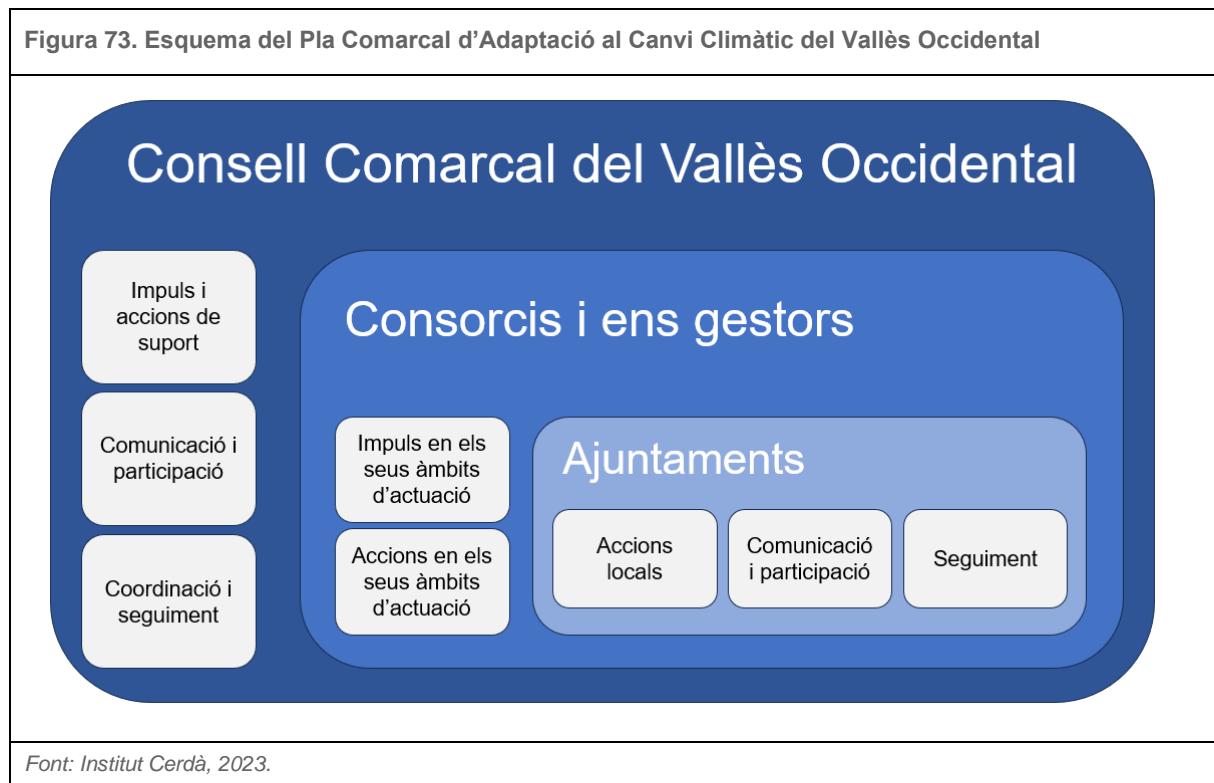 Figura 73. Esquema del Pla Comarcal d’Adaptació al Canvi Climàtic del Vallès Occidental
Consell Comarcal del Vallès Occidental
Impuls i
accions de
suport
Comunicació i
participació
Coordinació i
seguiment
Consorcis i ens gestors
Impuls en els
seus àmbits
d’actuació
Accions en els
seus àmbits
d’actuació
Ajuntaments
Accions
locals
Comunicació
i participació
Seguiment
Font: Institut Cerdà, 2023.